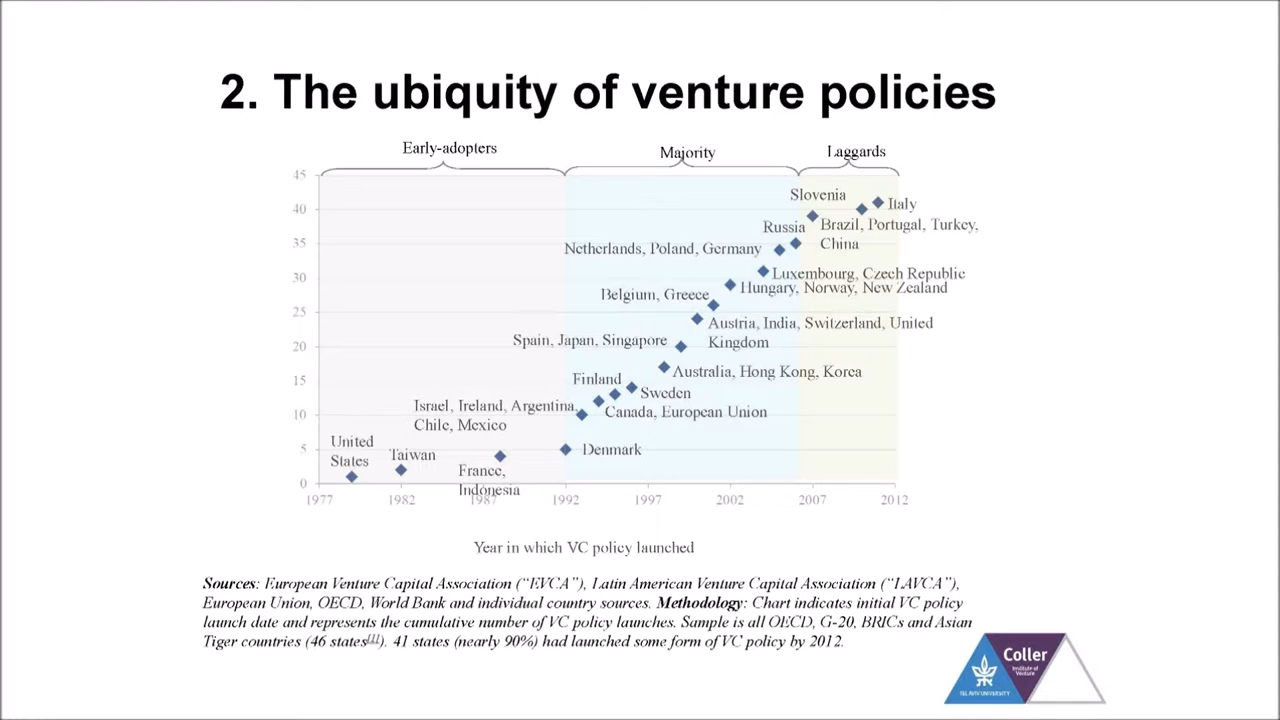 2. The ubiquity of venture policies
Early-adopters
Majority
Laggards
45
40
35
30
25
20
15
10
5
0
Slovenia
Italy
Russia
Brazil, Portugal, Turkey,
China
Netherlands, Poland, Germany
Luxembourg, Czech Republic
Hungary, Norway, New Zealand
Belgium, Greece
Austria, India, Switzerland, United
Kingdom
Spain, Japan, Singapore
Australia, Hong Kong, Korea
Finland
Sweden
Israel, Ireland, Argentina,
Chile, Mexico
Canada, European Union
United
States
Taiwan
Denmark
France,
Indonesia
1977 1982 1987 1992 1997 2002 2007 2012
Year in which VC policy launched
Sources: European Venture Capital Association (“EVCA”), Latin American Venture Capital Association (“LAVCA”),
European Union, OECD, World Bank and individual country sources. Methodology: Chart indicates initial VC policy
launch date and represents the cumulative number of VC policy launches. Sample is all OECD, G-20, BRICs and Asian
Tiger countries (46 states[1]). 41 states (nearly 90%) had launched some form of VC policy by 2012.
Coller
Institute of
Venture
TEL AVIV UNIVERSITY